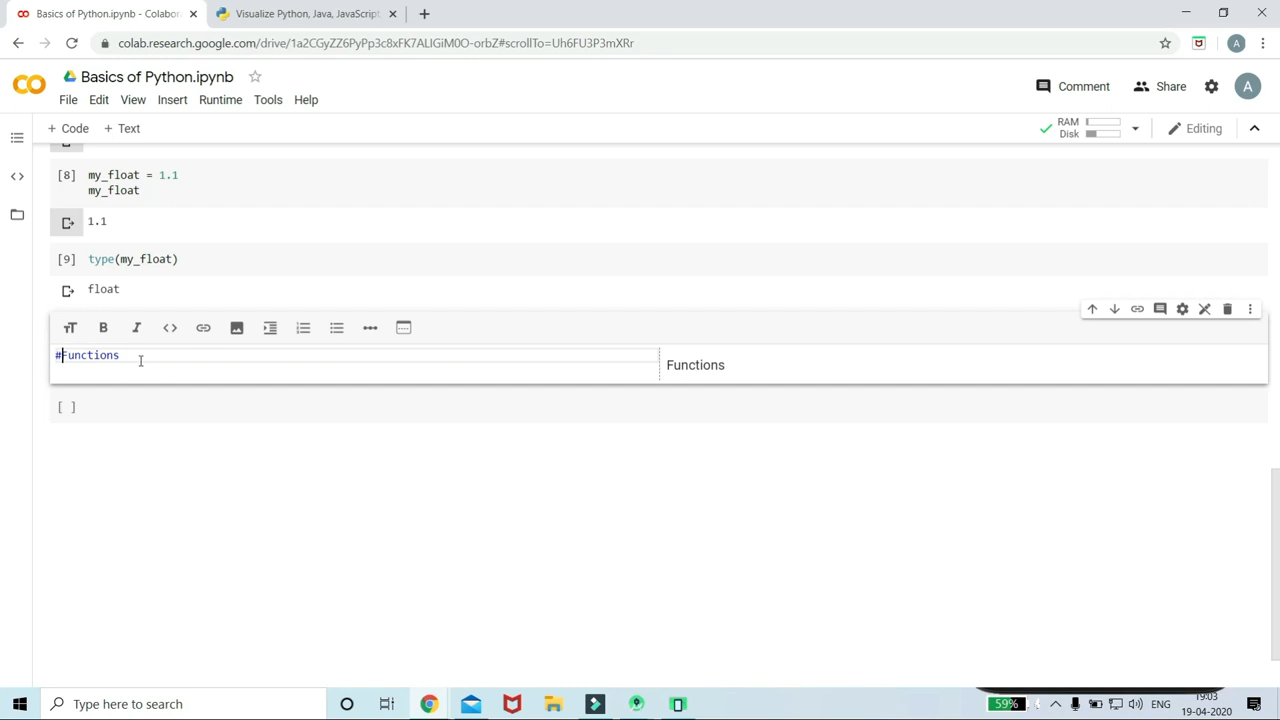 Basics of Python.ipynb - Colabora
Visualize Python, Java, JavaScript,
colab.research.google.com/drive/1a2CGyZZ6PyPp3c8xFK7ALIGiM0O-orbZ#scrollTo=Uh6FU3P3mXRr
A
CO
Basics of Python.ipynb
File Edit View Insert Runtime Tools Help
Comment
Share
A
+ Code + Text
RAM
Disk
Editing
[8] my_float = 1.1
my_float
1.1
[9] type(my_float)
float
#Functions
Functions
[ ]
Type here to search
59%
ENG
19:03
19-04-2020